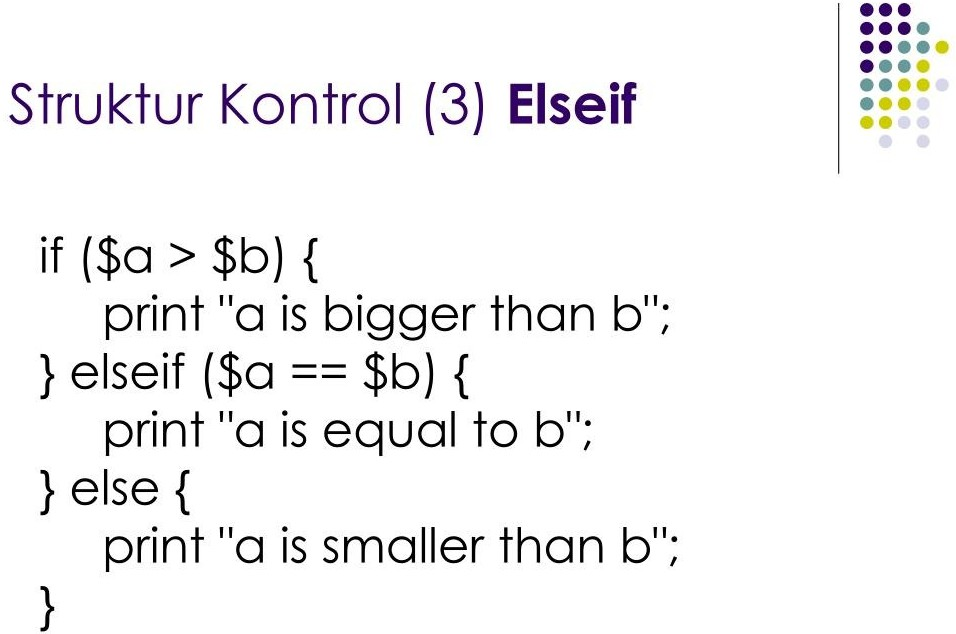 Struktur Kontrol (3) Elseif
if ($a > $b) {
print "a is bigger than b";
} elseif ($a == $b) {
print "a is equal to b";
} else {
print "a is smaller than b";
}